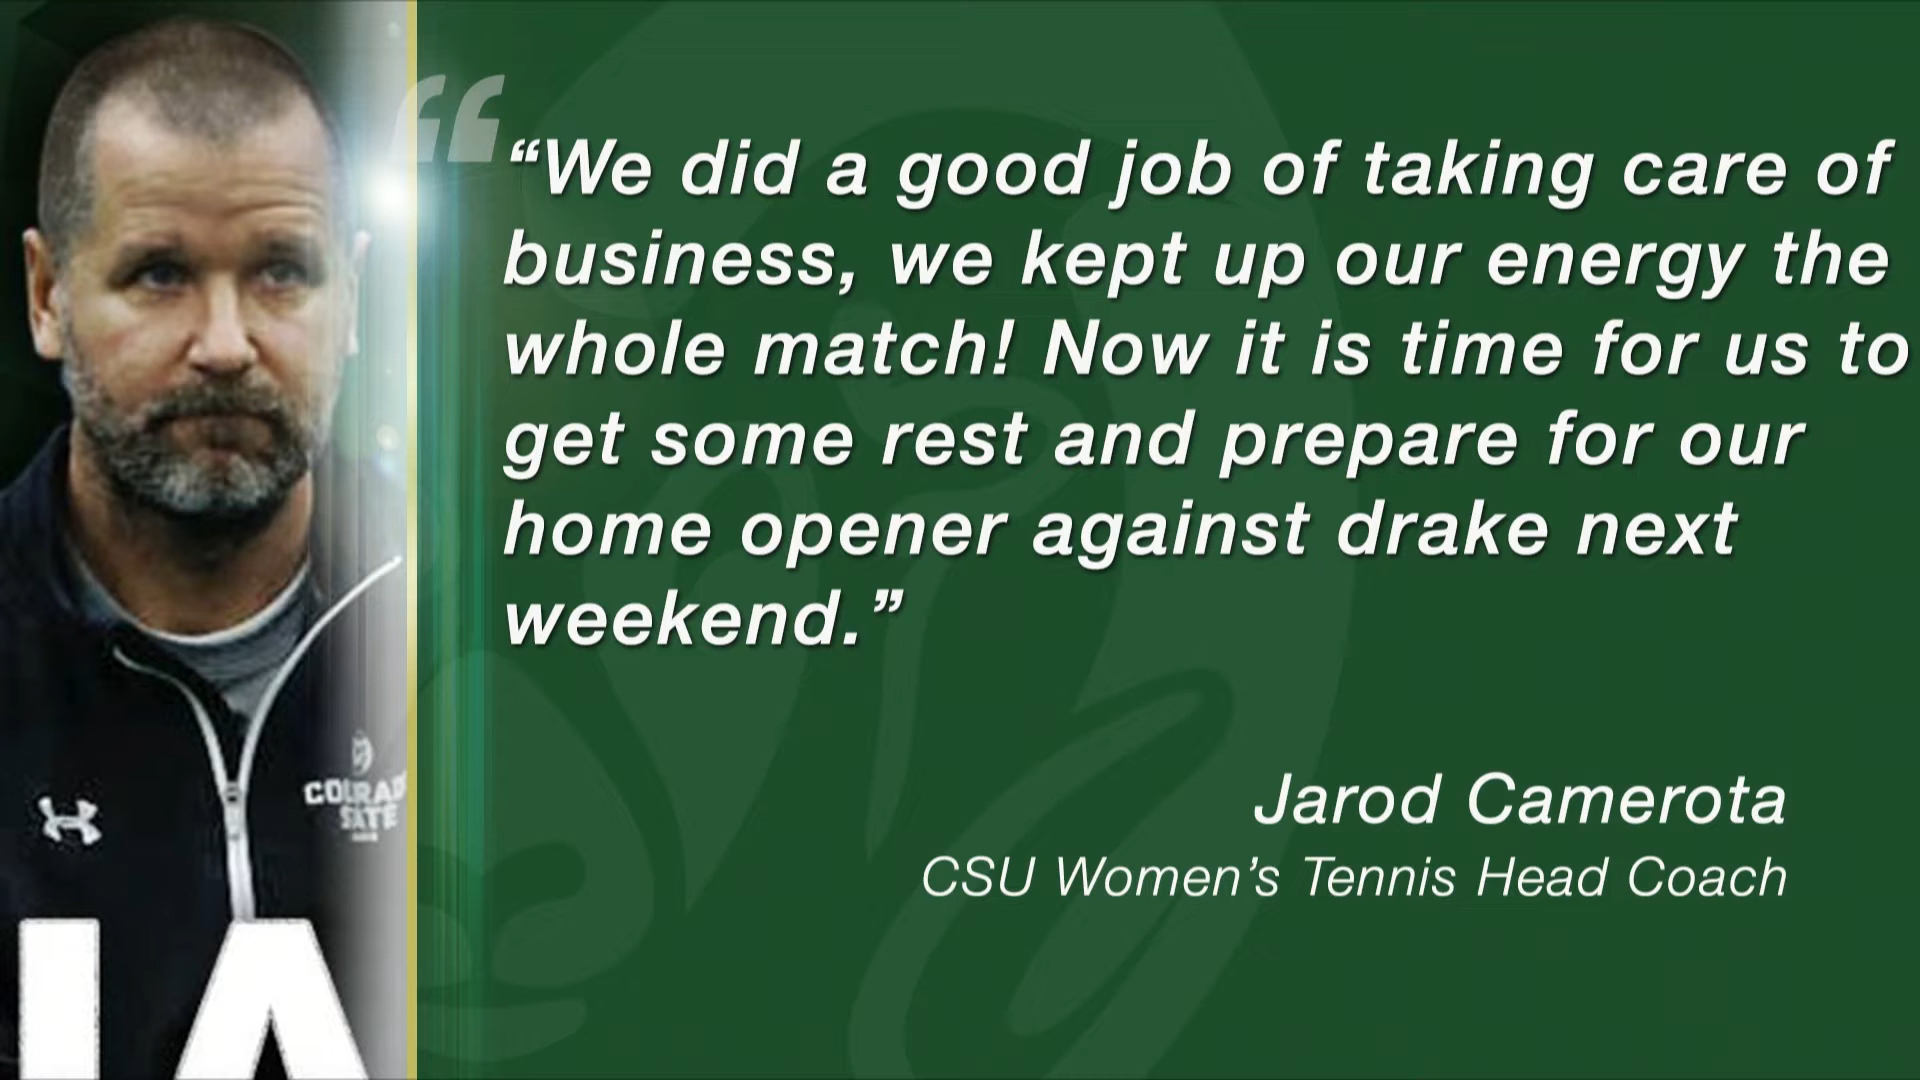 “We did a good job of taking care of
business, we kept up our energy the
whole match! Now it is time for us to
get some rest and prepare for our
home opener against drake next
weekend.”
Jarod Camerota
CSU Women’s Tennis Head Coach
STATE